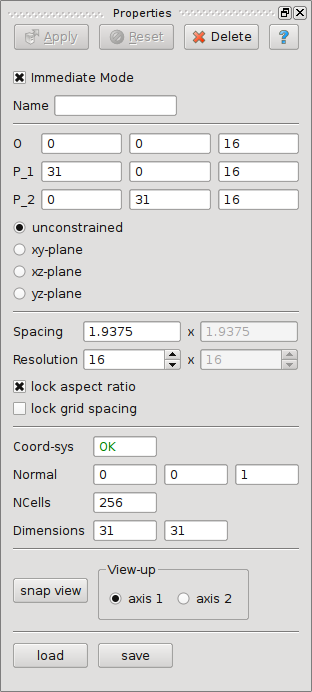 Properties
Apply Reset Delete ?
Immediate Mode
Name
O 0 0 16
P_1 31 0 16
P_2 0 31 16
unconstrained
xy-plane
xz-plane
yz-plane
Spacing 1.9375 x 1.9375
Resolution 16 x 16
lock aspect ratio
lock grid spacing
Coord-sys OK
Normal 0 0 1
NCells 256
Dimensions 31 31
View-up
snap view axis 1 axis 2
load save